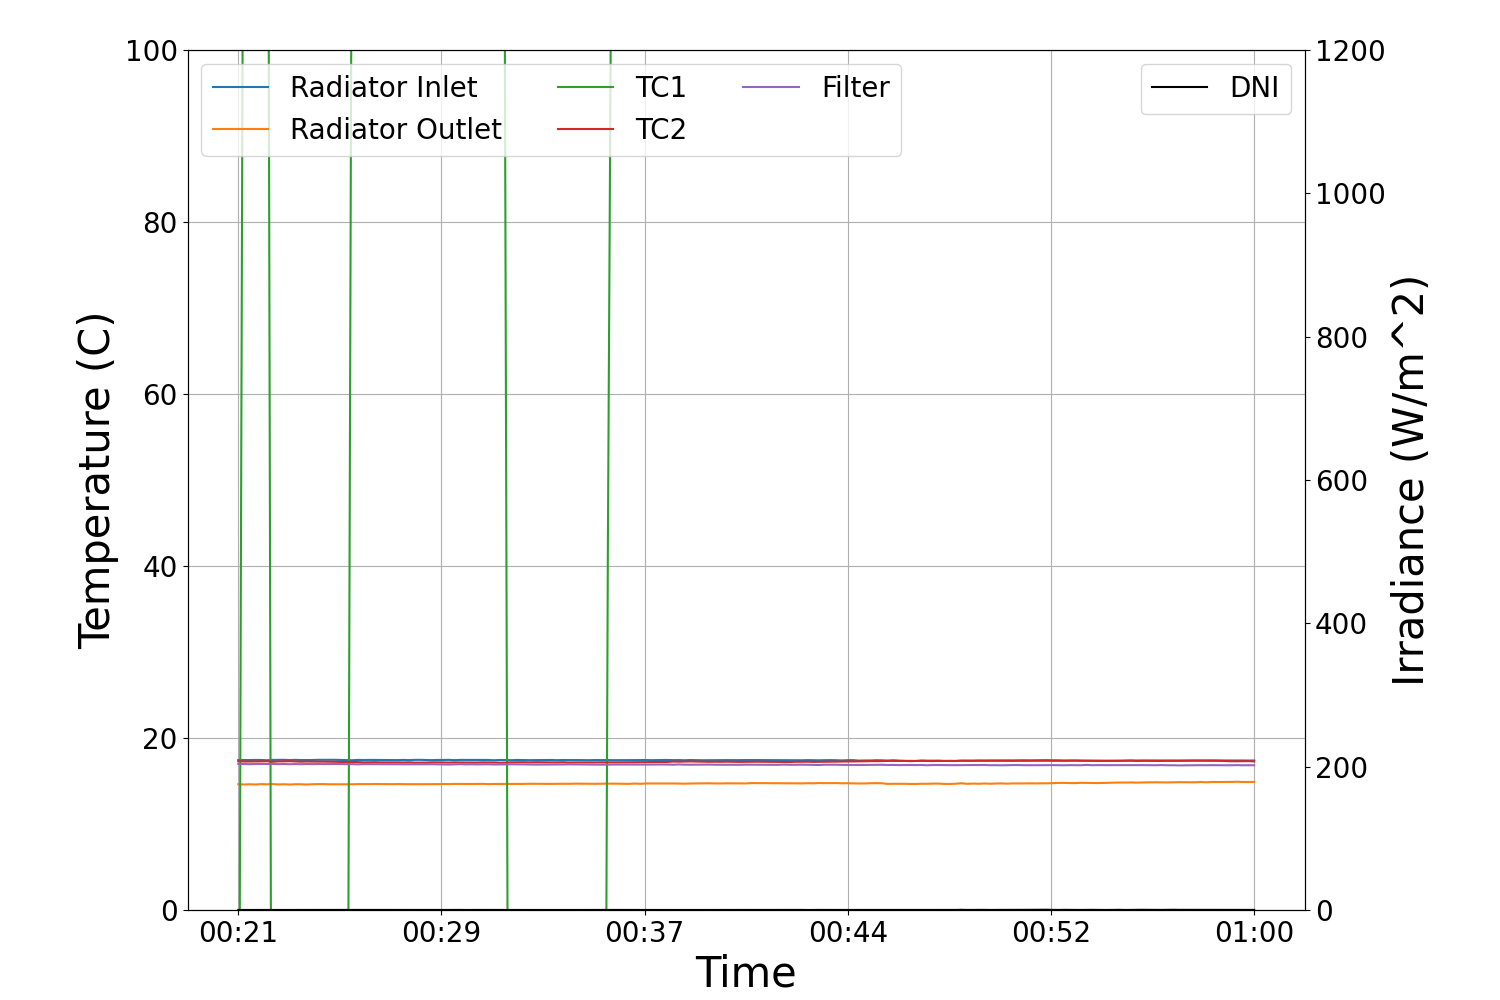 100
80
60
40
20
0
Temperature (C)
Radiator Inlet
Radiator Outlet
TC1
TC2
Filter
DNI
1200
1000
800
600
400
200
0
Irradiance (W/m^2)
00:21 00:29 00:37 00:44 00:52 01:00
Time